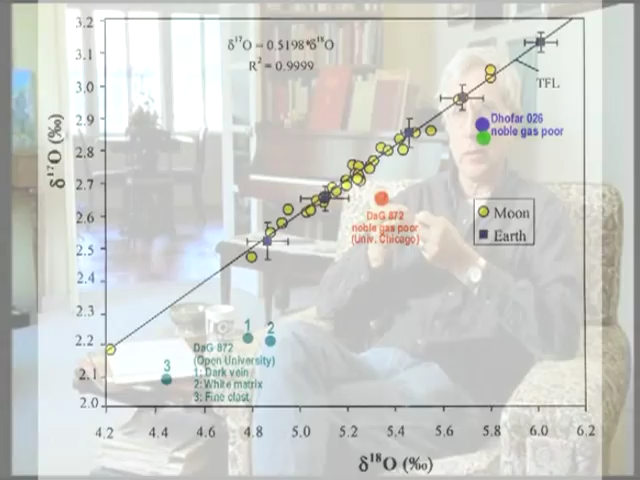 3.2
3.1
3.0
2.9
2.8
2.7
2.6
2.5
2.4
2.3
2.2
2.1
2.0
δ¹⁷O (‰)
δ¹⁷O = 0.5198*δ¹⁸O
R² = 0.9999
TFL
Dhofar 026
noble gas poor
Moon
Earth
DaG 872
noble gas poor
(Univ. Chicago)
1
2
3
DaG 872
(Open University)
1: Dark vein
2: White matrix
3: Fine clast
4.2 4.4 4.6 4.8 5.0 5.2 5.4 5.6 5.8 6.0 6.2
δ¹⁸O (‰)